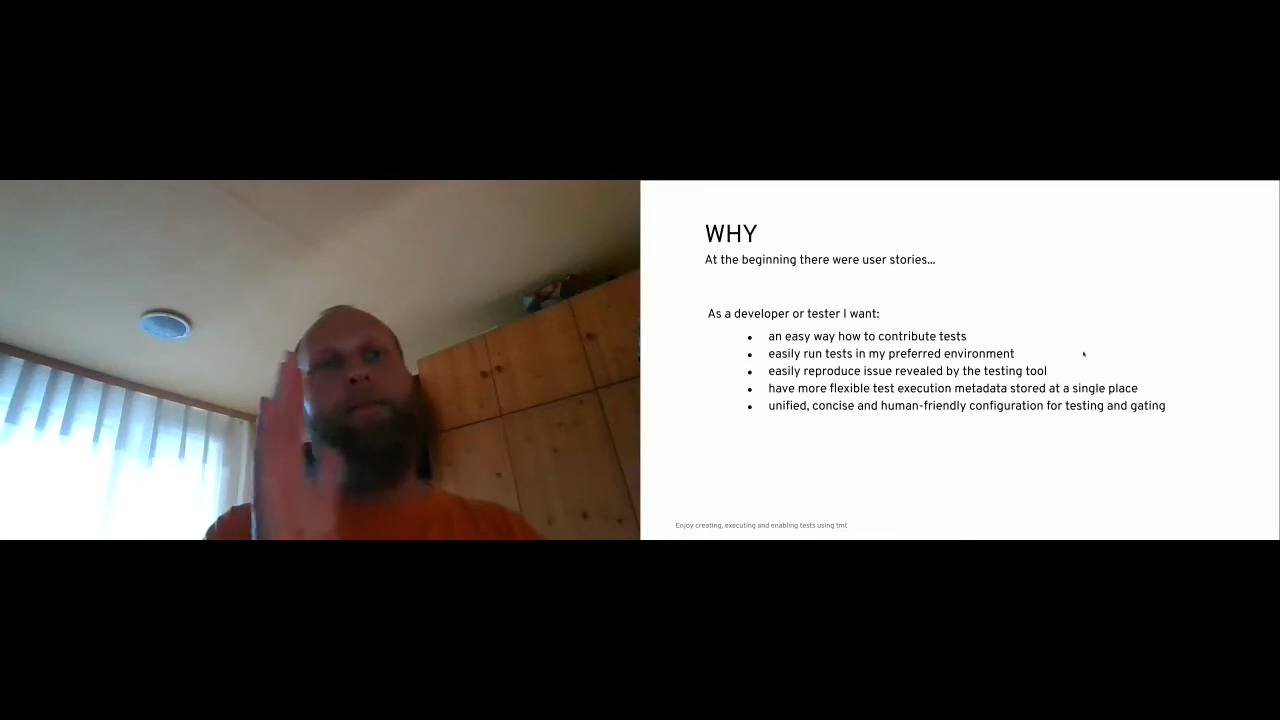 WHY
At the beginning there were user stories...
As a developer or tester I want:
• an easy way how to contribute tests
• easily run tests in my preferred environment
• easily reproduce issue revealed by the testing tool
• have more flexible test execution metadata stored at a single place
• unified, concise and human-friendly configuration for testing and gating
Enjoy creating, executing and enabling tests using tmt